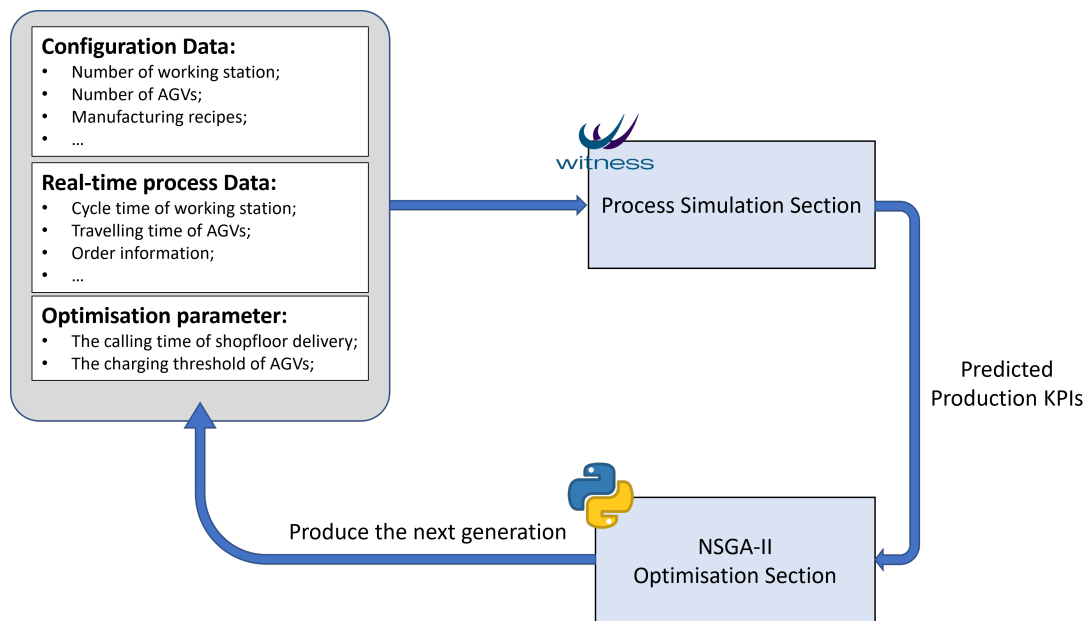 Configuration Data:
• Number of working station;
• Number of AGVs;
• Manufacturing recipes;
• ...
Real-time process Data:
• Cycle time of working station;
• Travelling time of AGVs;
• Order information;
• ...
Optimisation parameter:
• The calling time of shopfloor delivery;
• The charging threshold of AGVs;
witness
Process Simulation Section
Predicted
Production KPIs
NSGA-II
Optimisation Section
Produce the next generation